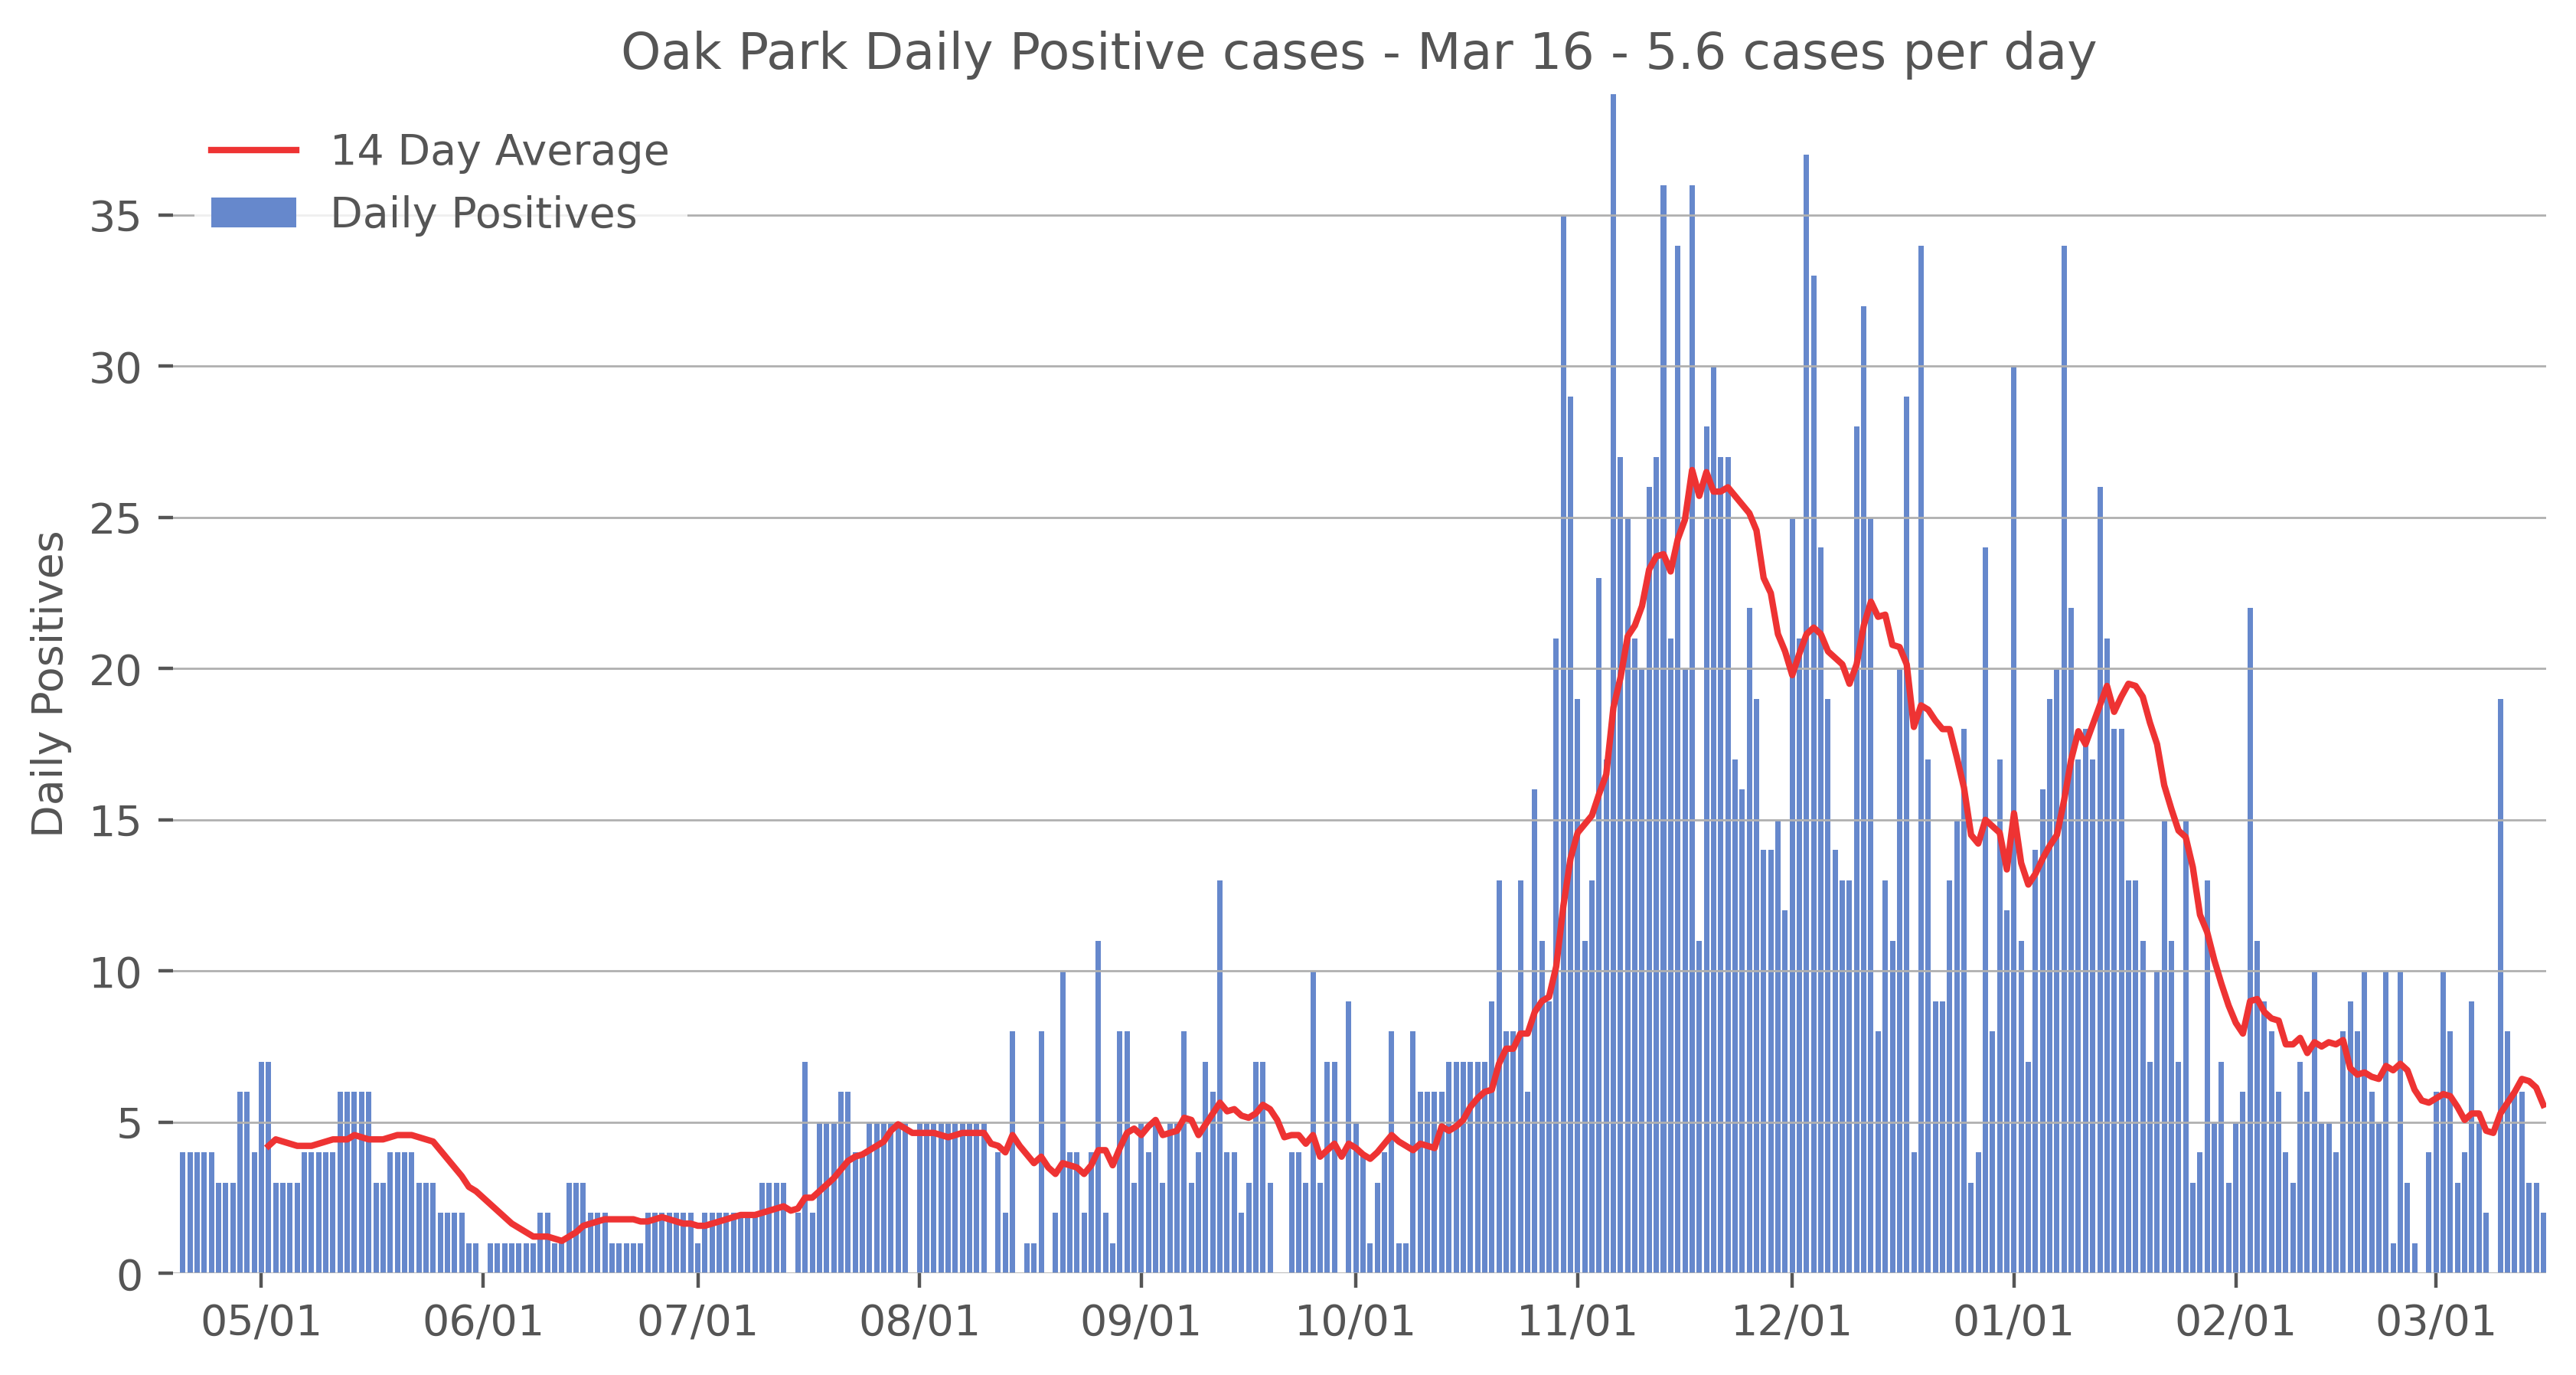 Oak Park Daily Positive cases - Mar 16 - 5.6 cases per day
14 Day Average
Daily Positives
Daily Positives
35
30
25
20
15
10
5
0
05/01 06/01 07/01 08/01 09/01 10/01 11/01 12/01 01/01 02/01 03/01